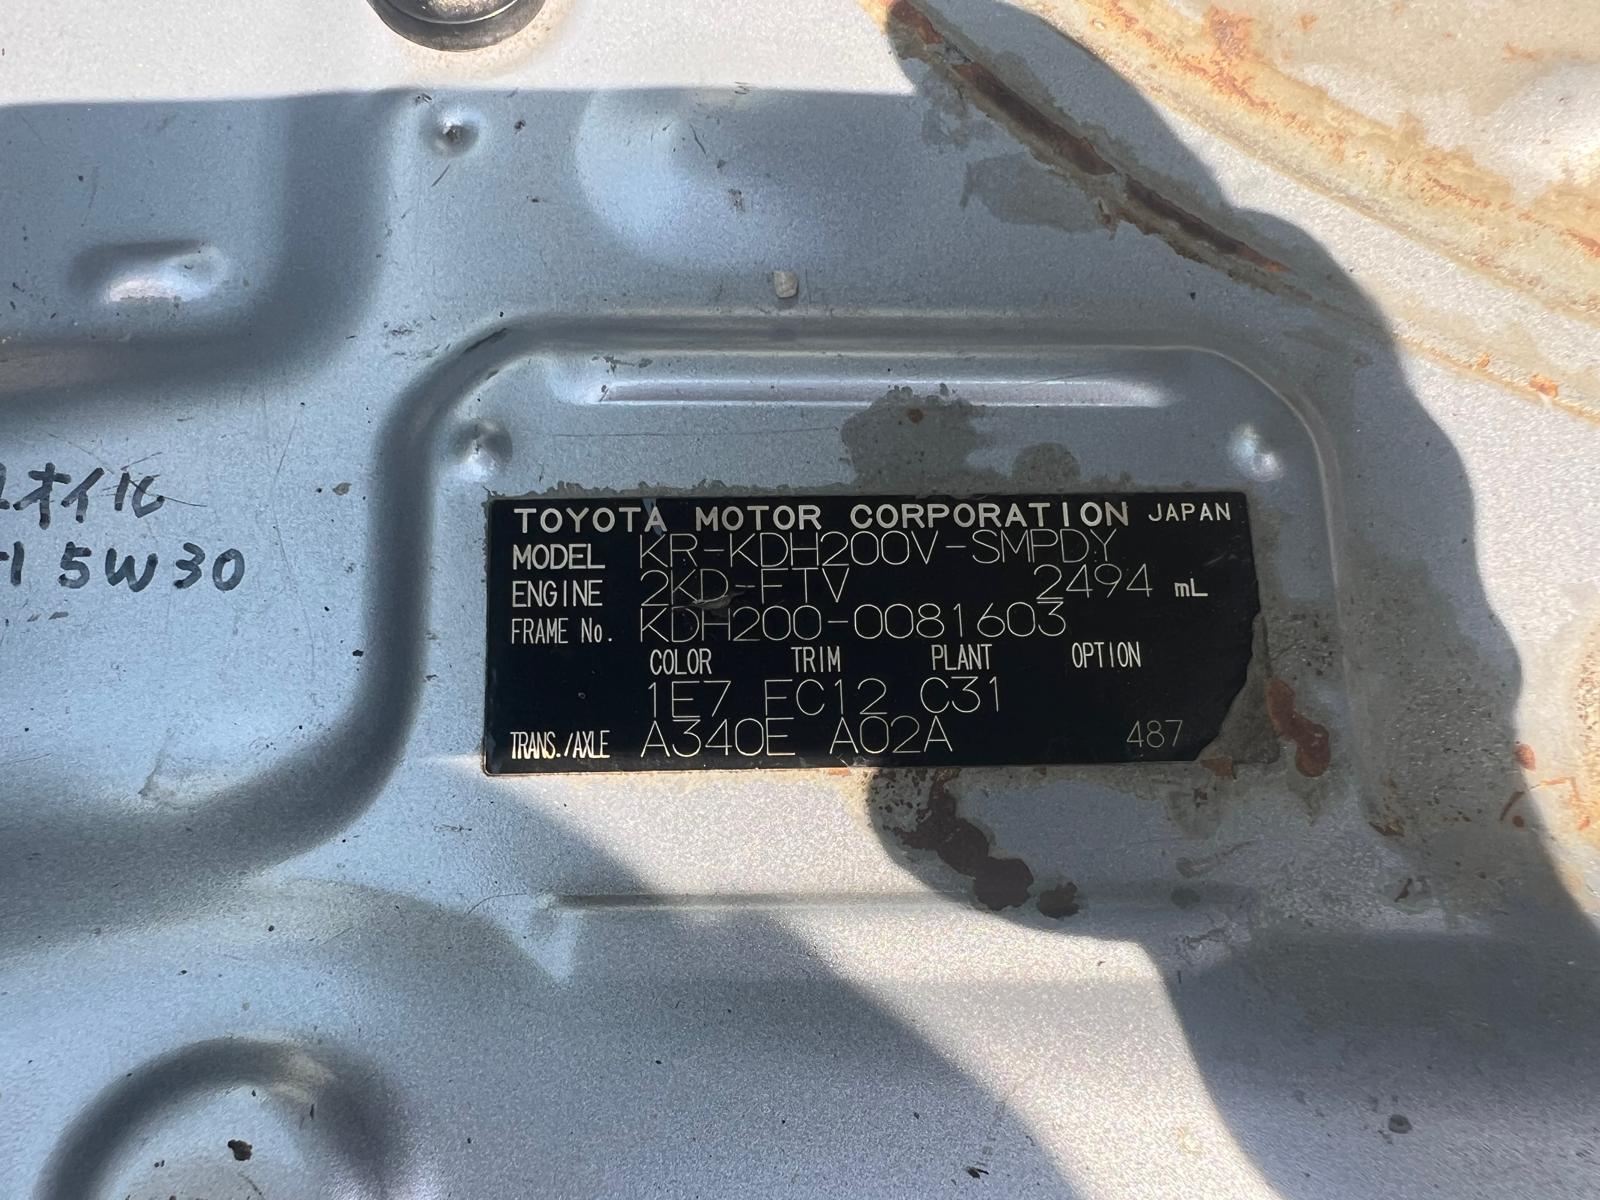 オイル
5W30
TOYOTA MOTOR CORPORATION JAPAN
MODEL KR-KDH200V-SMPDY
ENGINE 2KD-FTV 2494 mL
FRAME No. KDH200-0081603
COLOR TRIM PLANT OPTION
1E7 FC12 C31
TRANS./AXLE A340E A02A 487